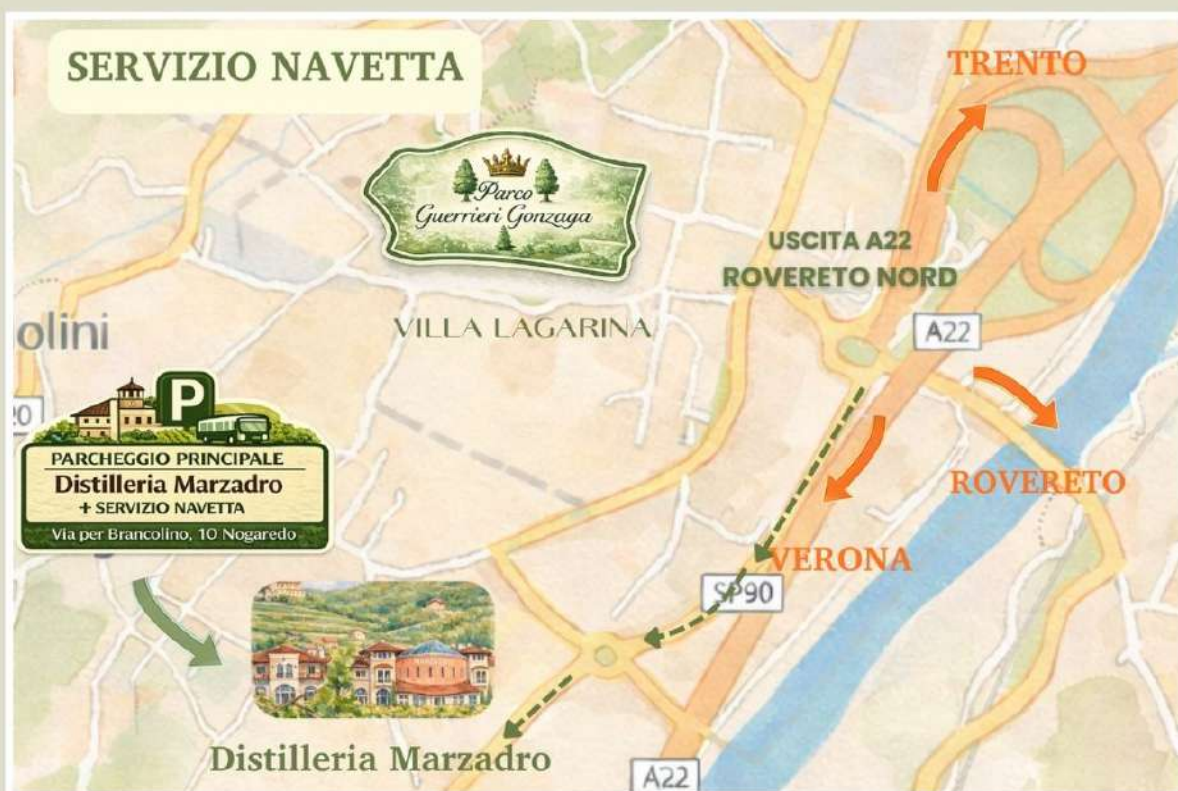 SERVIZIO NAVETTA
TRENTO
Parco
Guerrieri Gonzaga
USCITA A22
ROVERETO NORD
VILLA LAGARINA
A22
olini
20
P
PARCHEGGIO PRINCIPALE
Distilleria Marzadro
+ SERVIZIO NAVETTA
Via per Brancolino, 10 Nogaredo
ROVERETO
VERONA
SP90
Distilleria Marzadro
A22